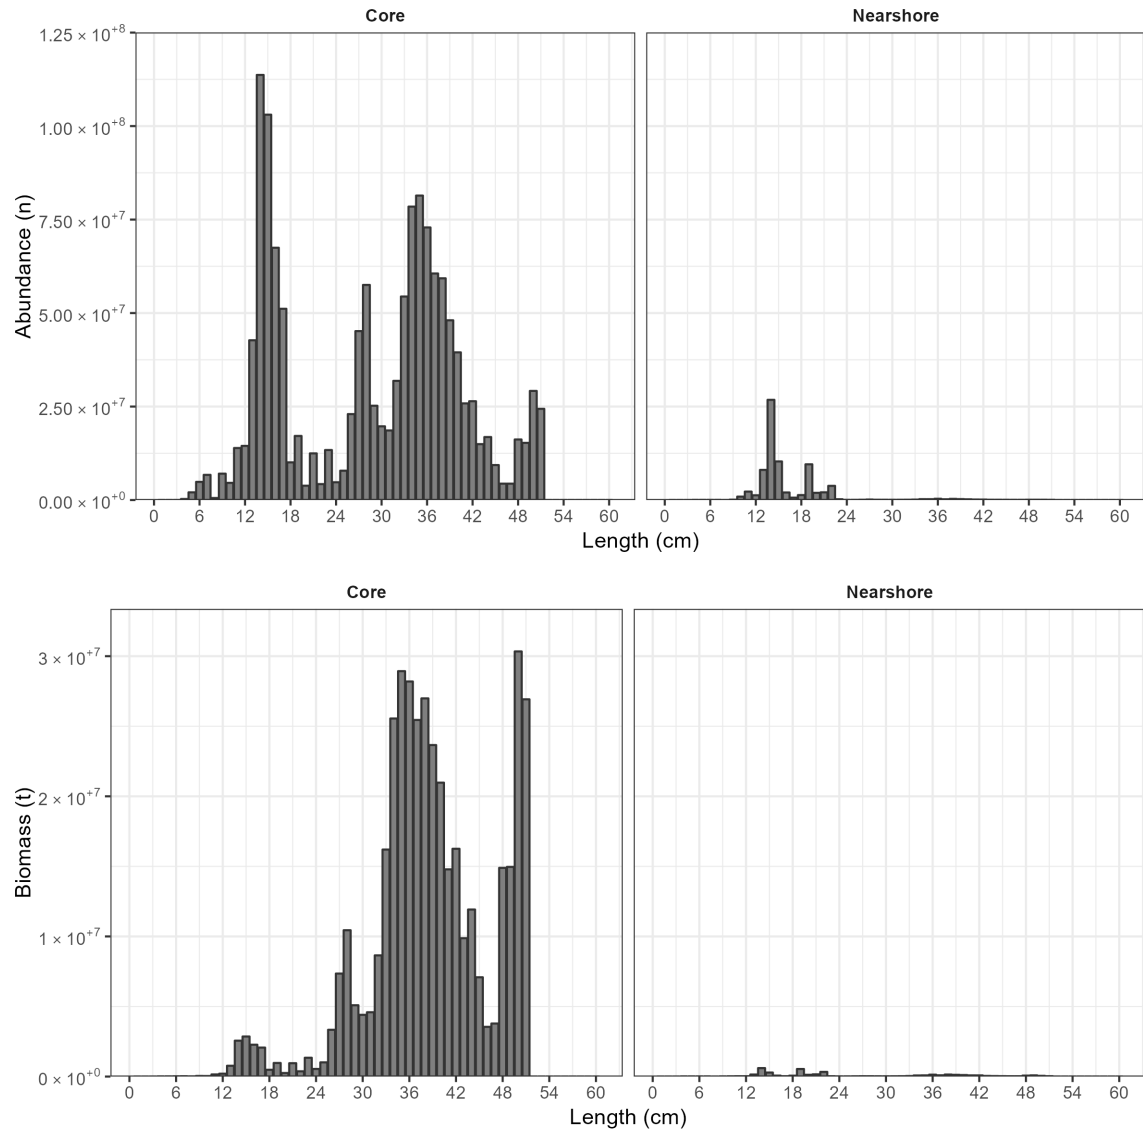 Core Nearshore
1.25 × 10+8
1.00 × 10+8
7.50 × 10+7
5.00 × 10+7
2.50 × 10+7
0.00 × 10+0
Abundance (n)
0 6 12 18 24 30 36 42 48 54 60 0 6 12 18 24 30 36 42 48 54 60
Length (cm)
Core Nearshore
3 × 10+7
2 × 10+7
1 × 10+7
0 × 10+0
Biomass (t)
0 6 12 18 24 30 36 42 48 54 60 0 6 12 18 24 30 36 42 48 54 60
Length (cm)